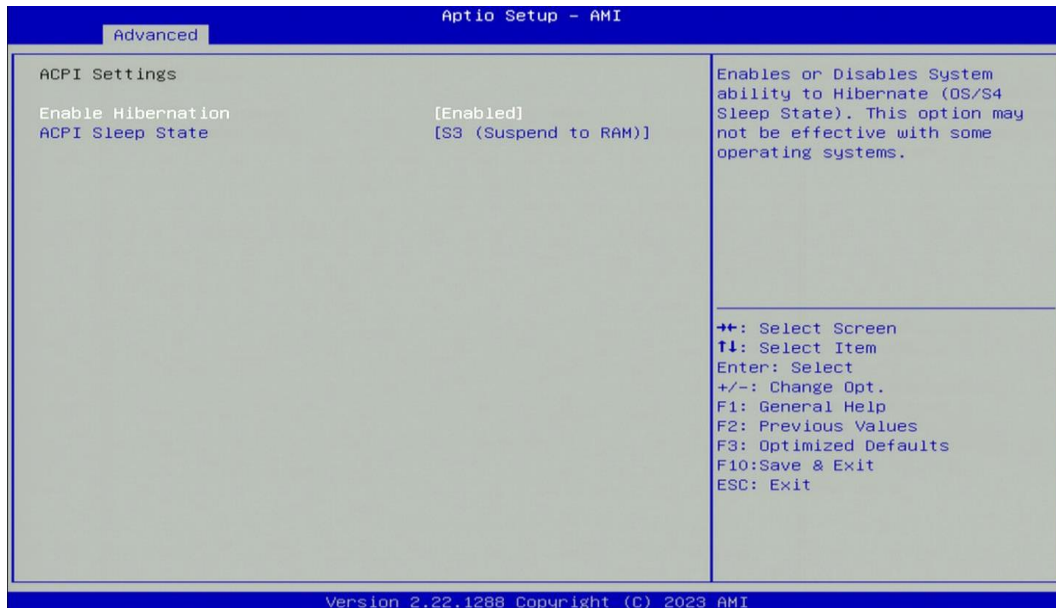 Aptio Setup – AMI
Advanced
ACPI Settings
Enable Hibernation [Enabled]
ACPI Sleep State [S3 (Suspend to RAM)]
Enables or Disables System
ability to Hibernate (OS/S4
Sleep State). This option may
not be effective with some
operating systems.
→←: Select Screen
↑↓: Select Item
Enter: Select
+/-: Change Opt.
F1: General Help
F2: Previous Values
F3: Optimized Defaults
F10:Save & Exit
ESC: Exit
Version 2.22.1288 Copyright (C) 2023 AMI